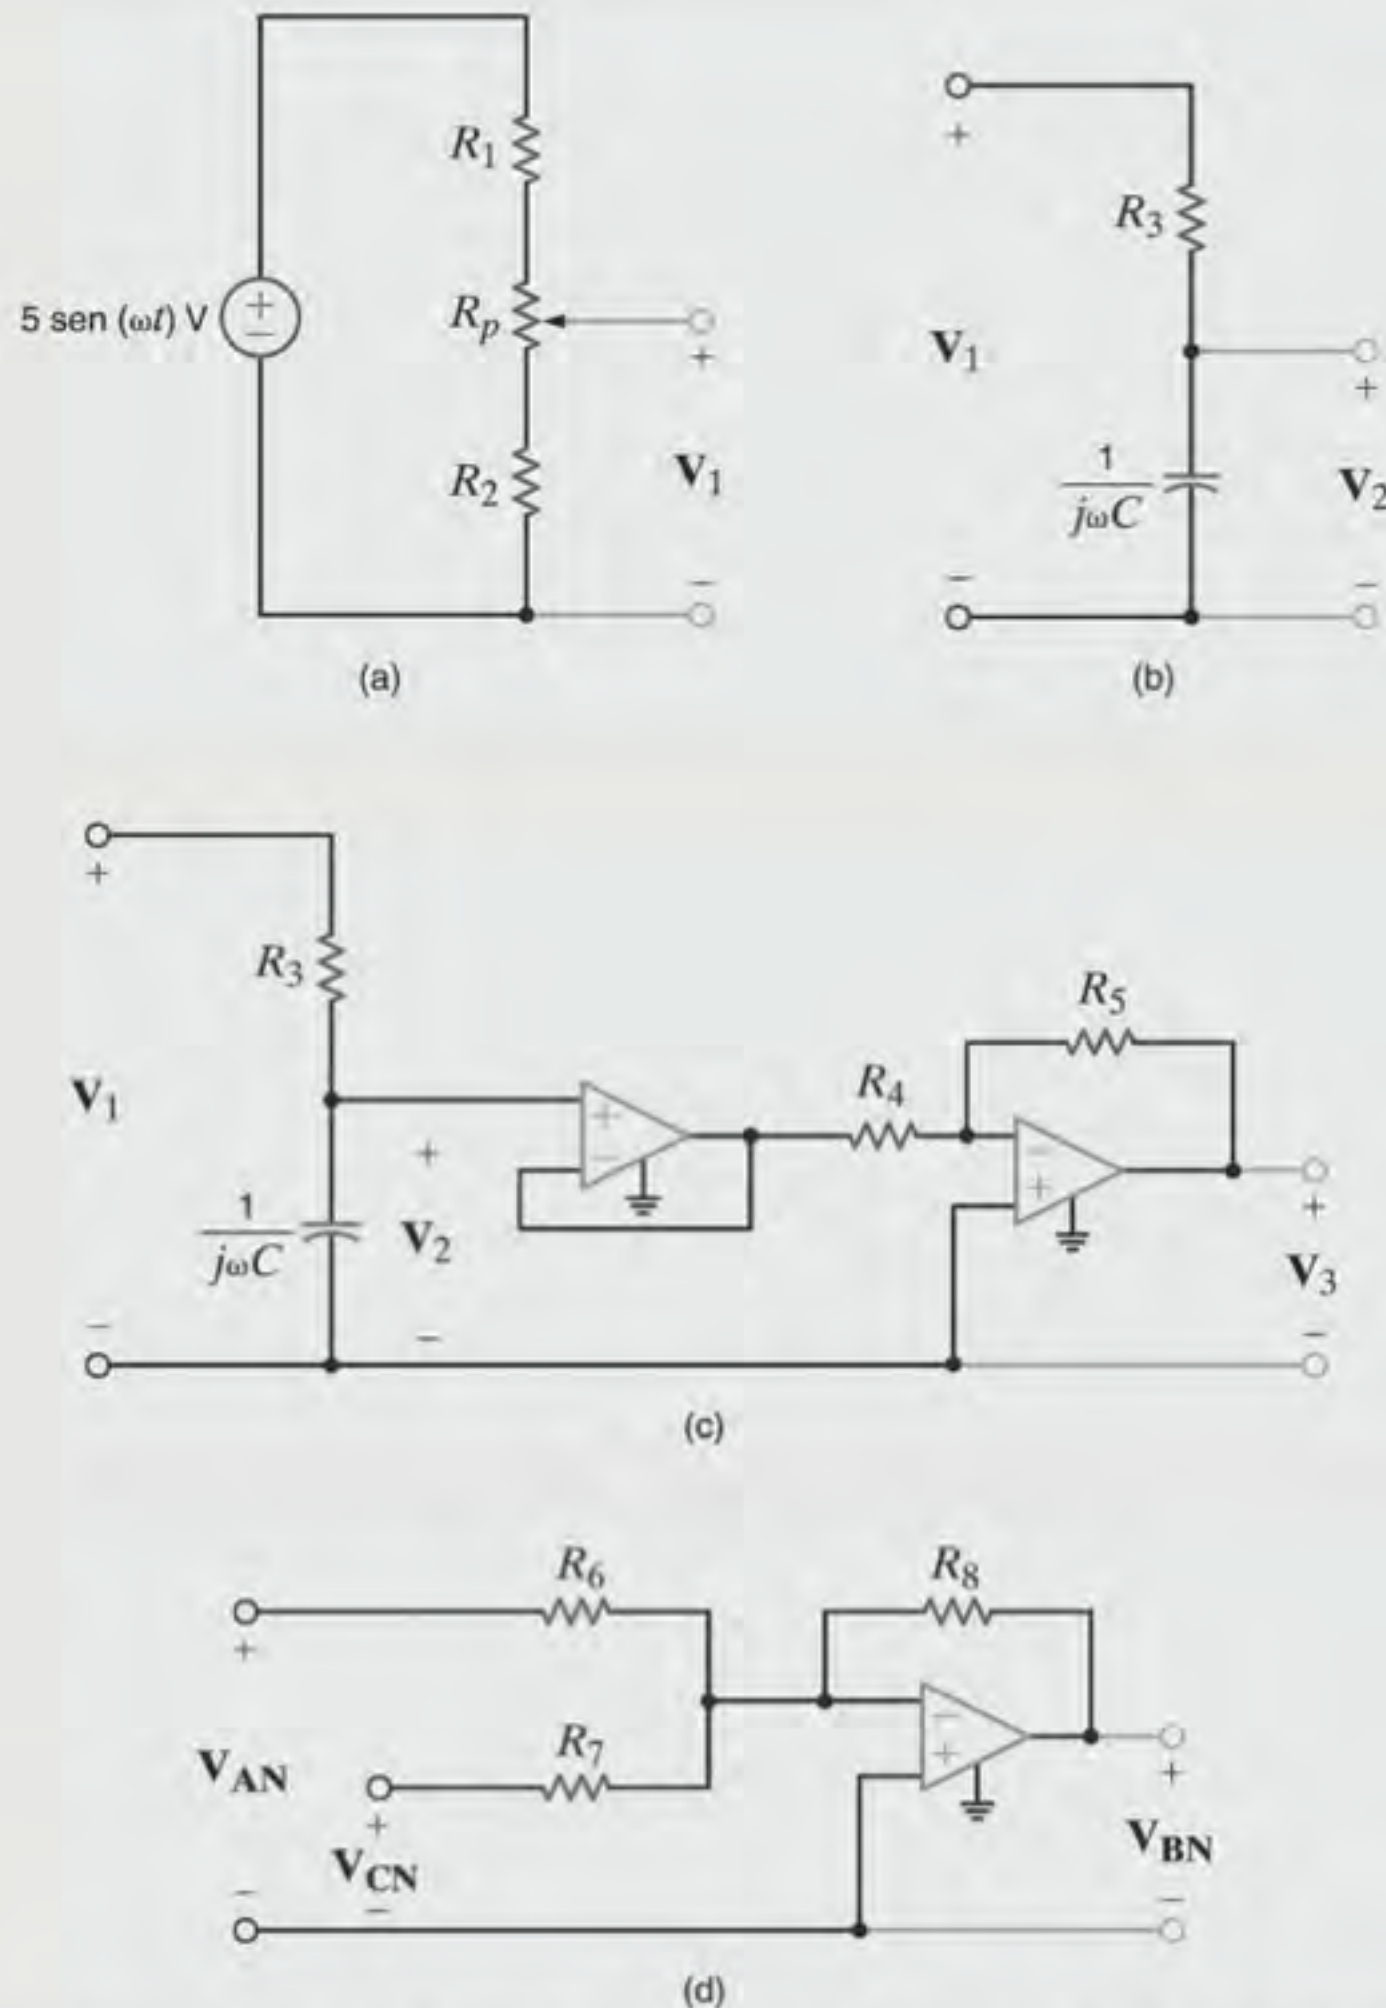 R1
5 sen (ωt) V
+
−
Rp
+
R2
V1
−
(a)
+
R3
V1
+
1
jωC
V2
−
−
(b)
+
R3
R5
V1
R4
+
−
−
+
+
1
jωC
V2
+
V3
−
−
−
(c)
R6
R8
+
−
+
R7
VAN
+
VCN
+
VBN
−
−
−
(d)